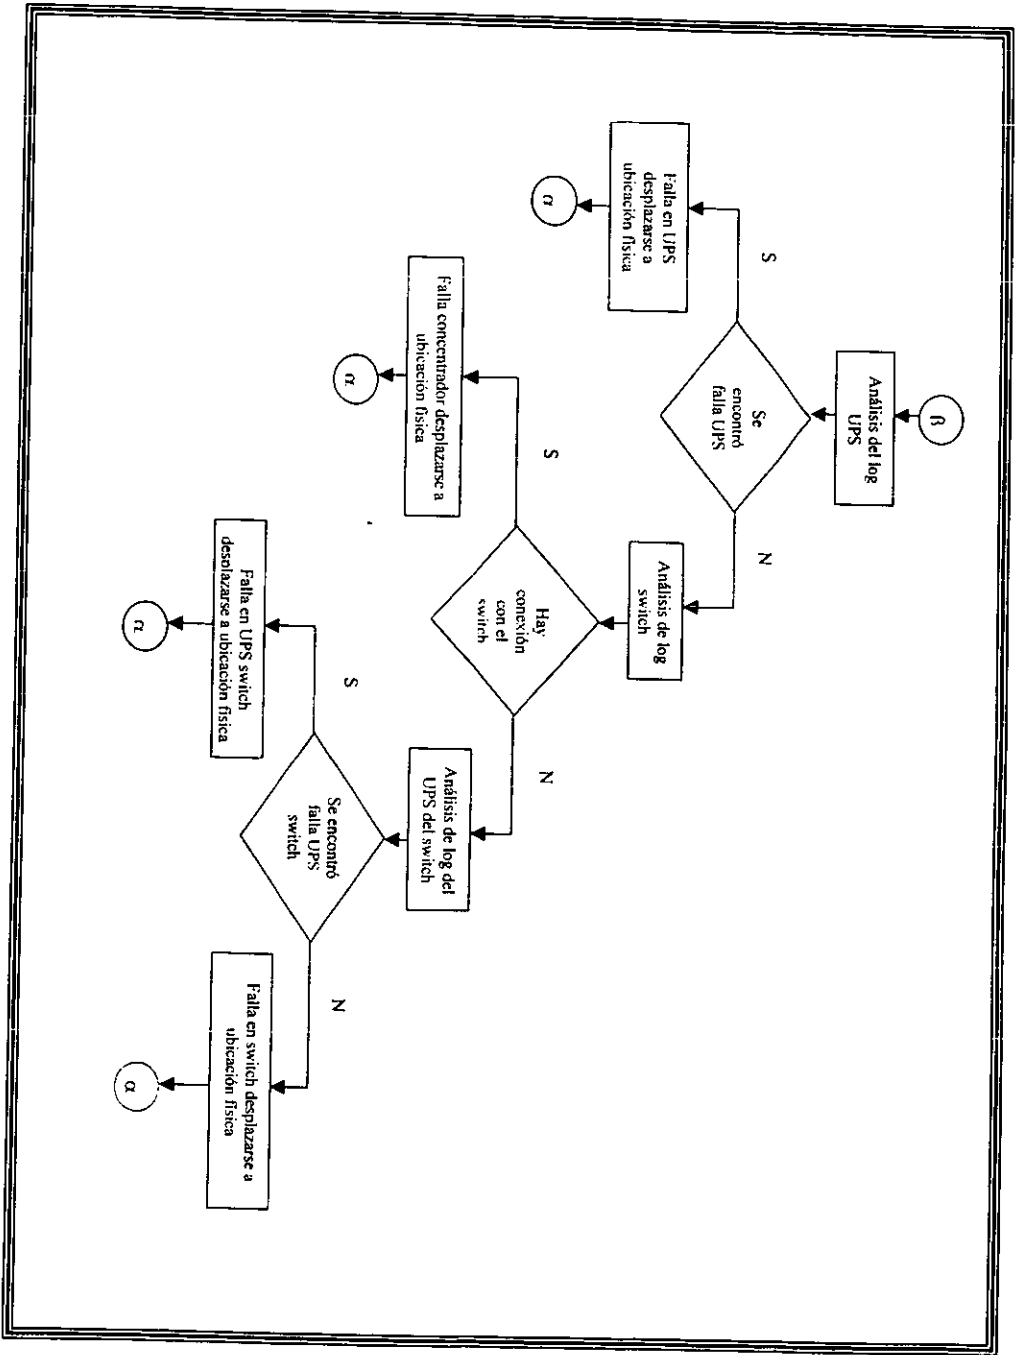 β
Análisis del log
UPS
Se
encontró
falla UPS
S
N
Falla en UPS
desplazarse a
ubicación física
α
Análisis de log
switch
Hay
conexión
con el
switch
S
N
Falla concentrador desplazarse a
ubicación física
α
Análisis de log del
UPS del switch
Se encontró
falla UPS
switch
S
N
Falla en UPS switch
desplazarse a ubicación física
α
Falla en switch desplazarse a
ubicación física
α